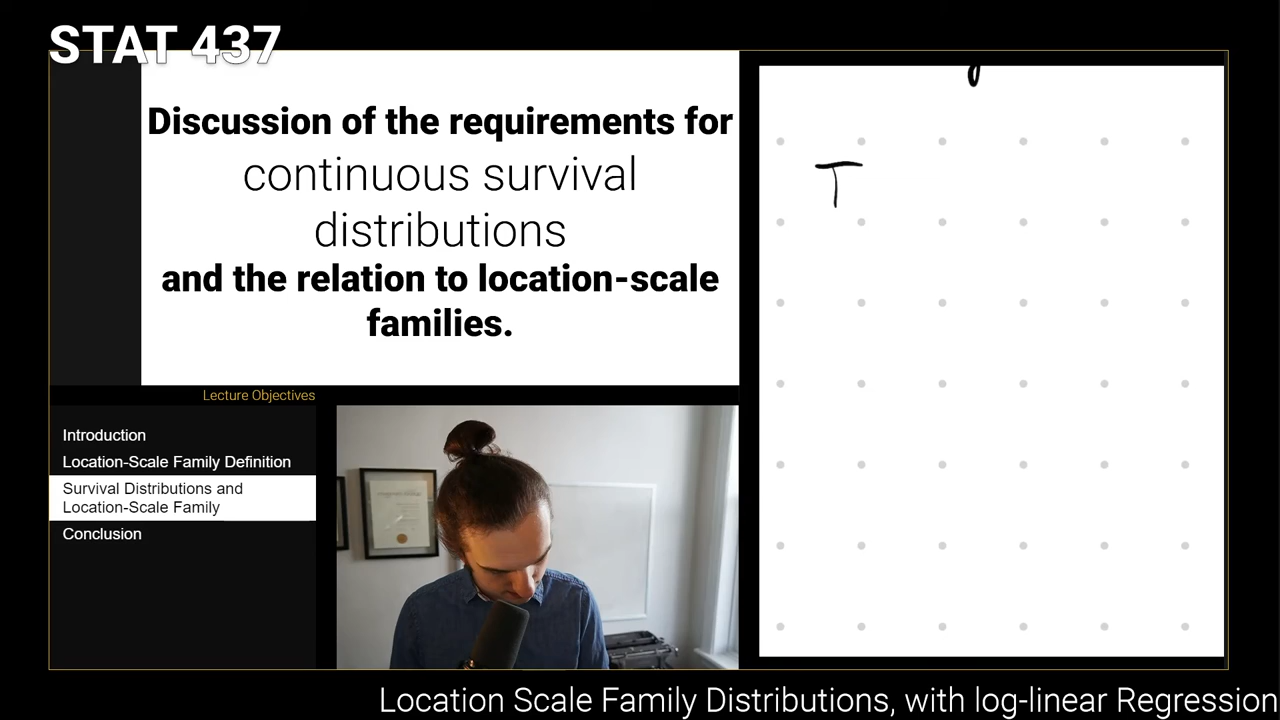 STAT 437
Discussion of the requirements for
continuous survival
distributions
and the relation to location-scale
families.
T
Lecture Objectives
Introduction
Location-Scale Family Definition
Survival Distributions and
Location-Scale Family
Conclusion
Location Scale Family Distributions, with log-linear Regression